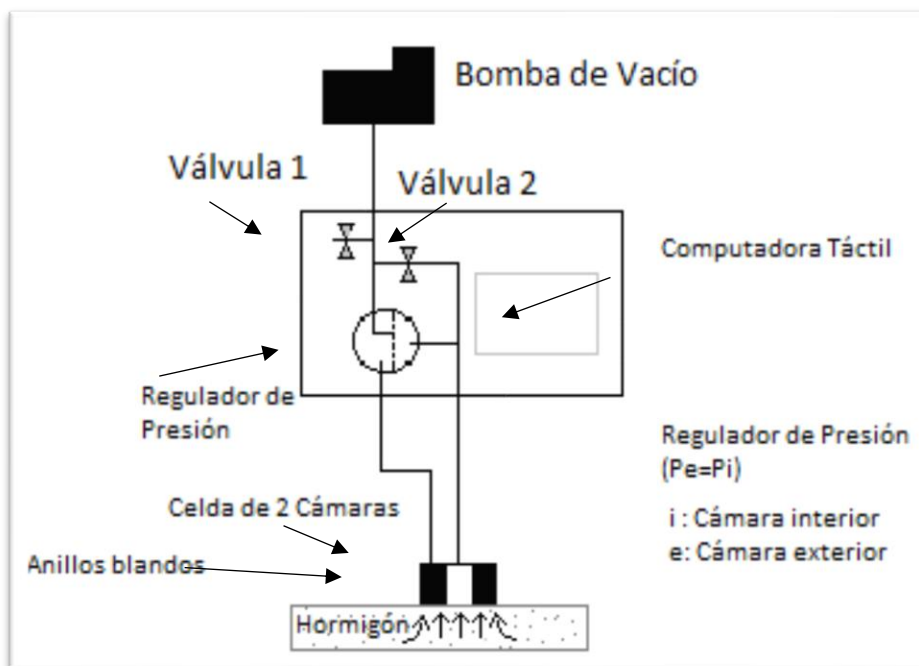 Bomba de Vacío
Válvula 1
Válvula 2
Computadora Táctil
Regulador de
Presión
Regulador de Presión
(Pe=Pi)
Celda de 2 Cámaras
i : Cámara interior
e: Cámara exterior
Anillos blandos
Hormigón